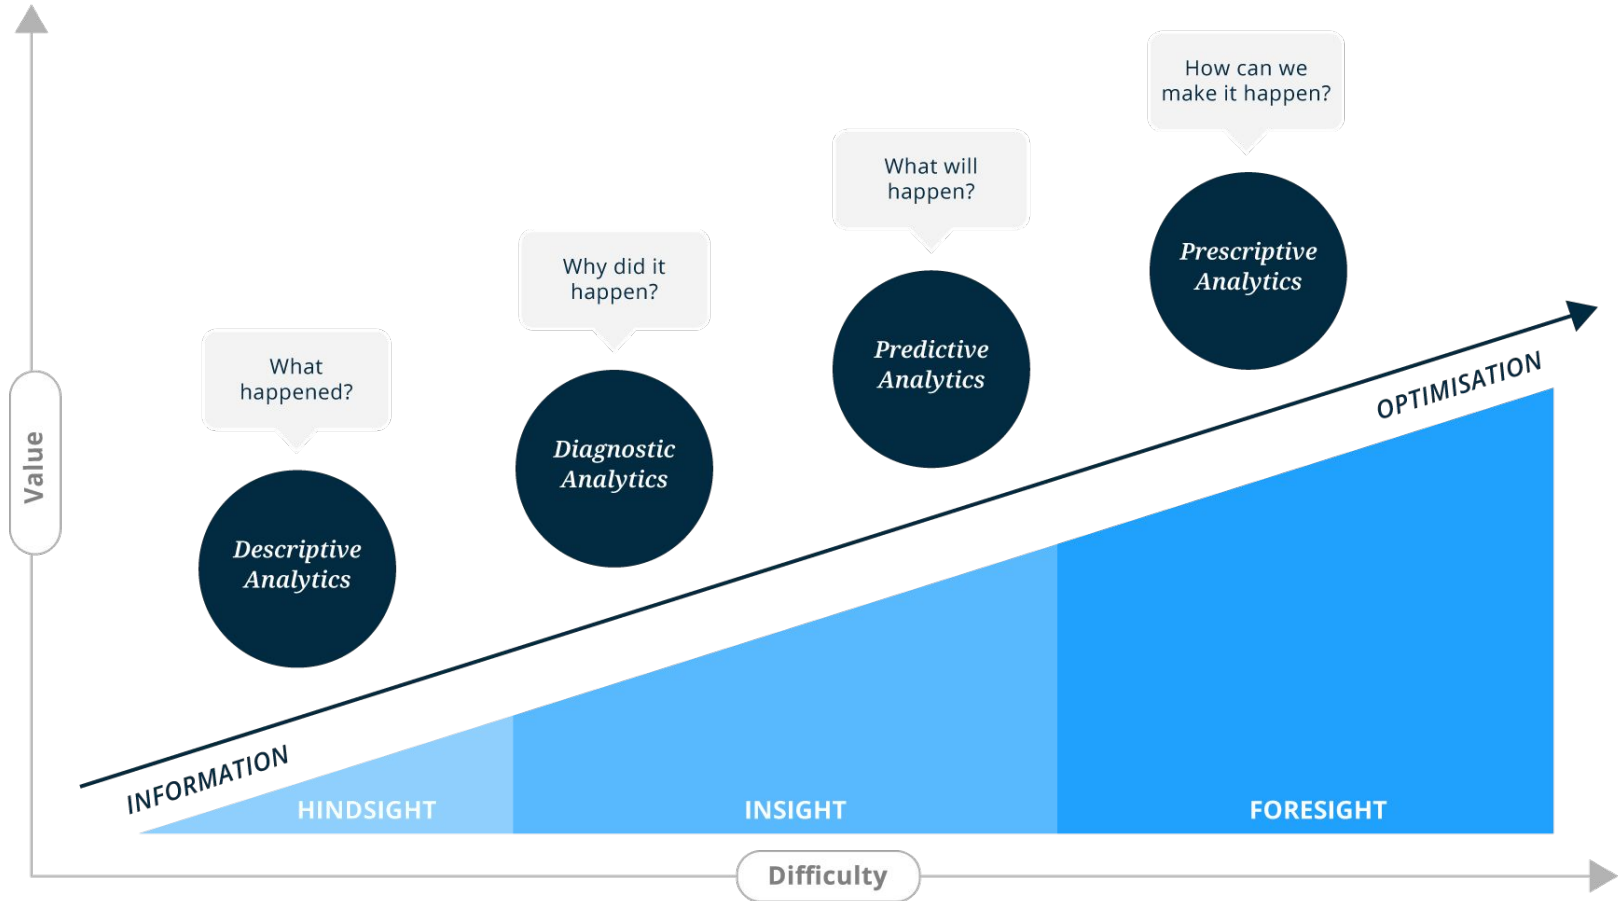 How can we
make it happen?
What will
happen?
Prescriptive
Analytics
Why did it
happen?
Predictive
Analytics
What
happened?
OPTIMISATION
Diagnostic
Analytics
Value
Descriptive
Analytics
INFORMATION
HINDSIGHT
INSIGHT
FORESIGHT
Difficulty